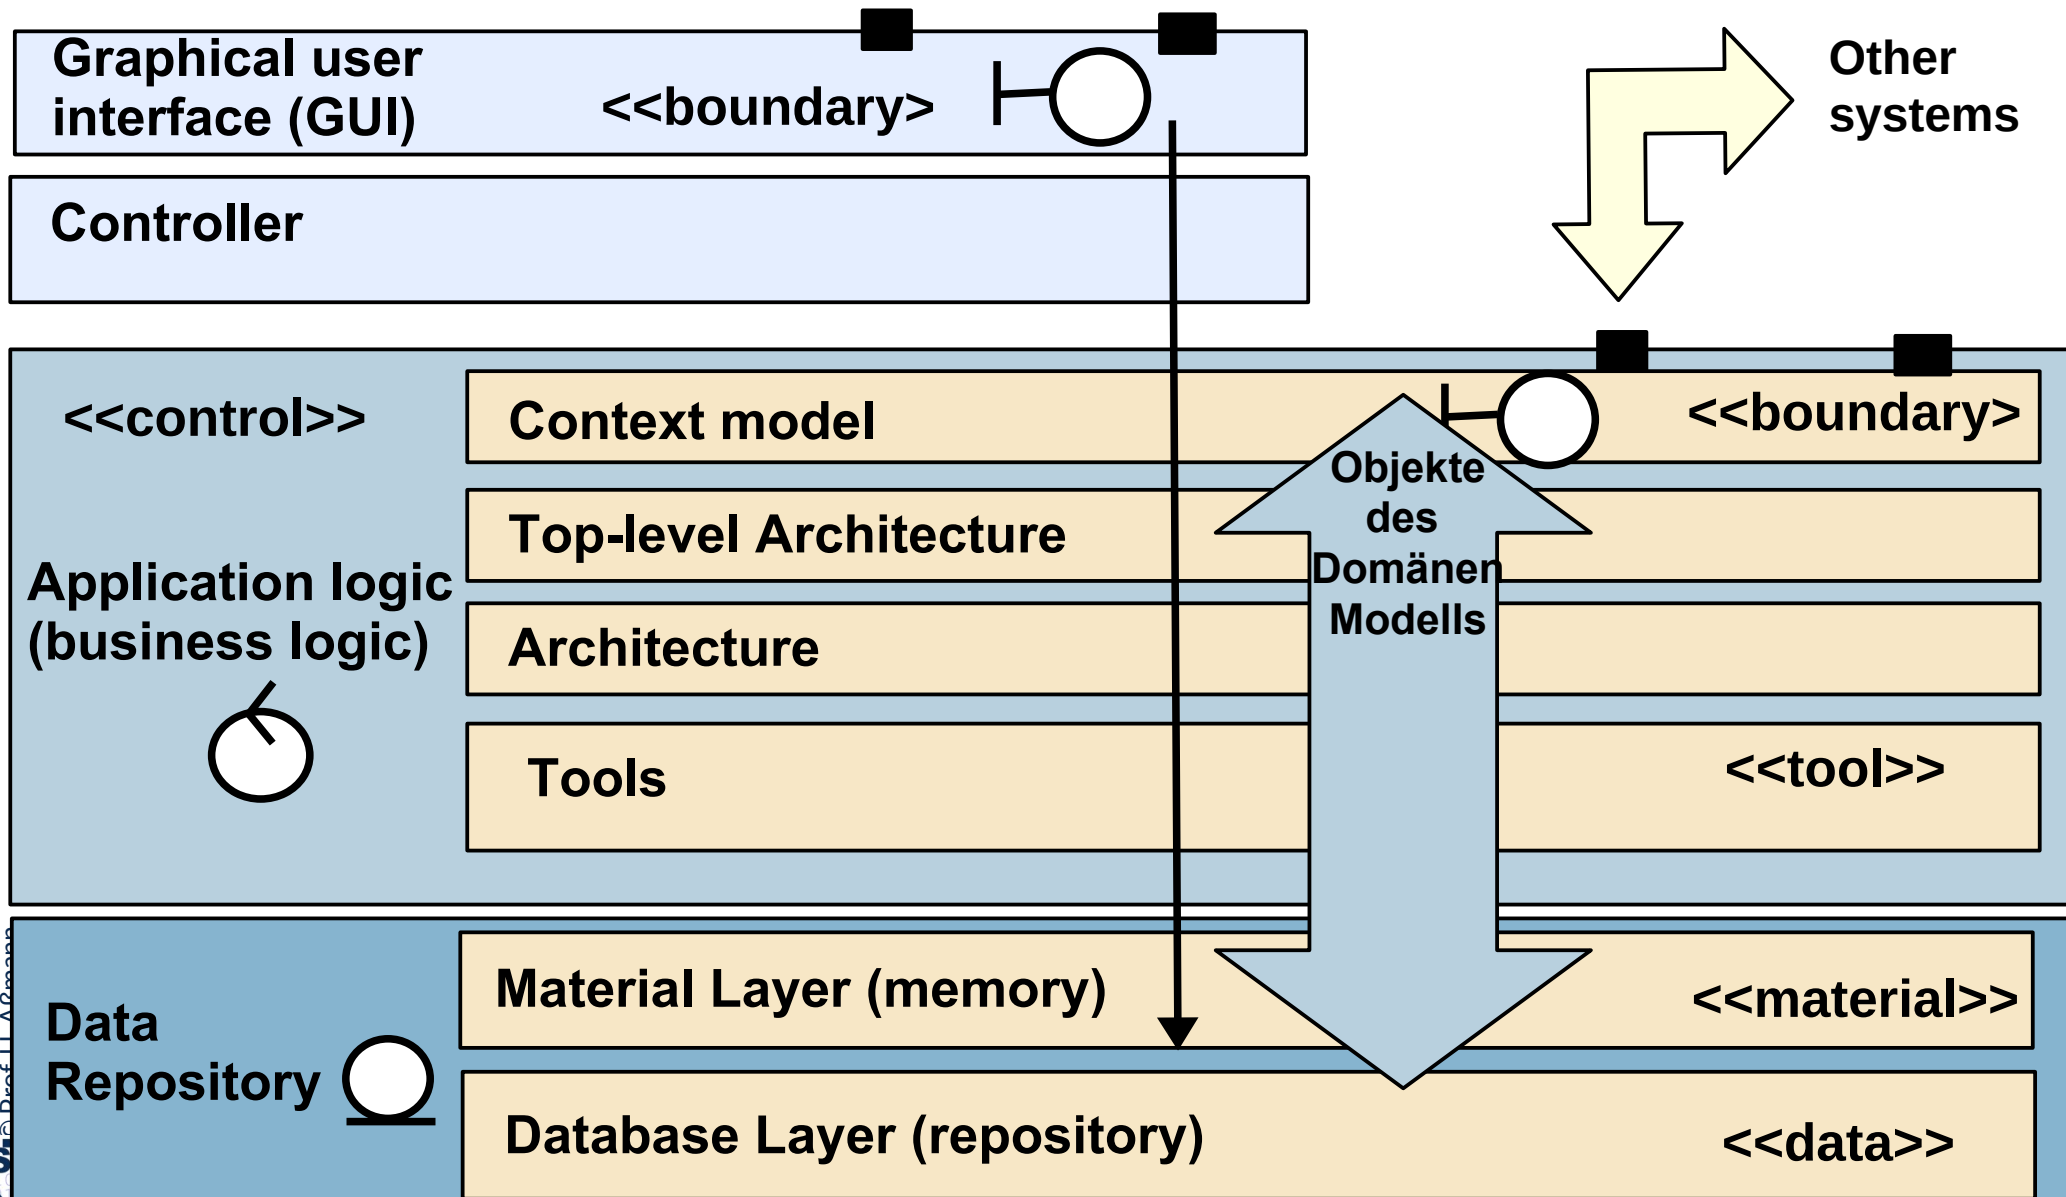 Graphical user
interface (GUI)
<<boundary>
Other
systems
Controller
<<control>>
Context model
<<boundary>
Objekte
des
Domänen
Modells
Top-level Architecture
Application logic
(business logic)
Architecture
Tools
<<tool>>
Data
Repository
Material Layer (memory)
<<material>>
Database Layer (repository)
<<data>>